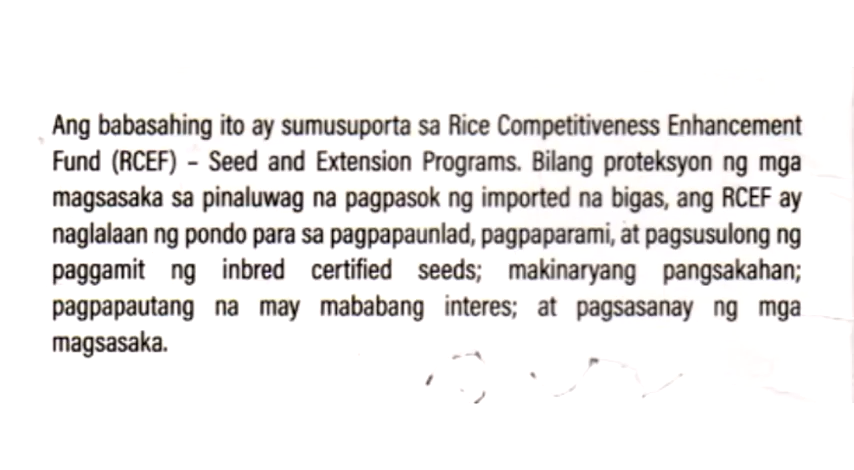 Ang babasahing ito ay sumusuporta sa Rice Competitiveness Enhancement
Fund (RCEF) – Seed and Extension Programs. Bilang proteksyon ng mga
magsasaka sa pinaluwag na pagpasok ng imported na bigas, ang RCEF ay
naglalaan ng pondo para sa pagpapaunlad, pagpaparami, at pagsusulong ng
paggamit ng inbred certified seeds; makinaryang pangsakahan;
pagpapautang na may mababang interes; at pagsasanay ng mga
magsasaka.